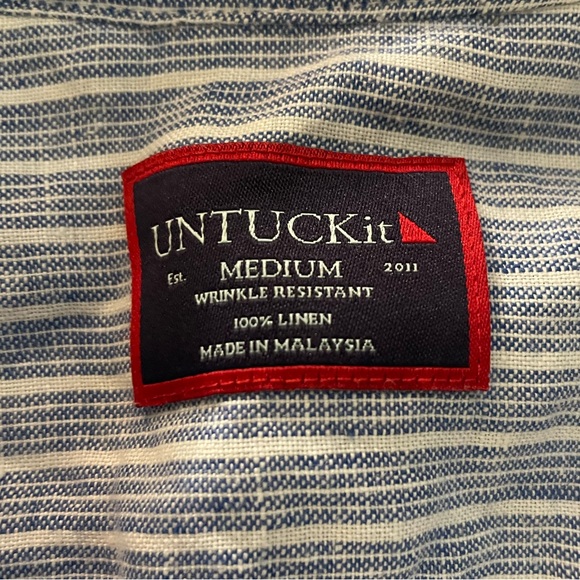 UNTUCKit
Est. MEDIUM 2011
WRINKLE RESISTANT
100% LINEN
MADE IN MALAYSIA